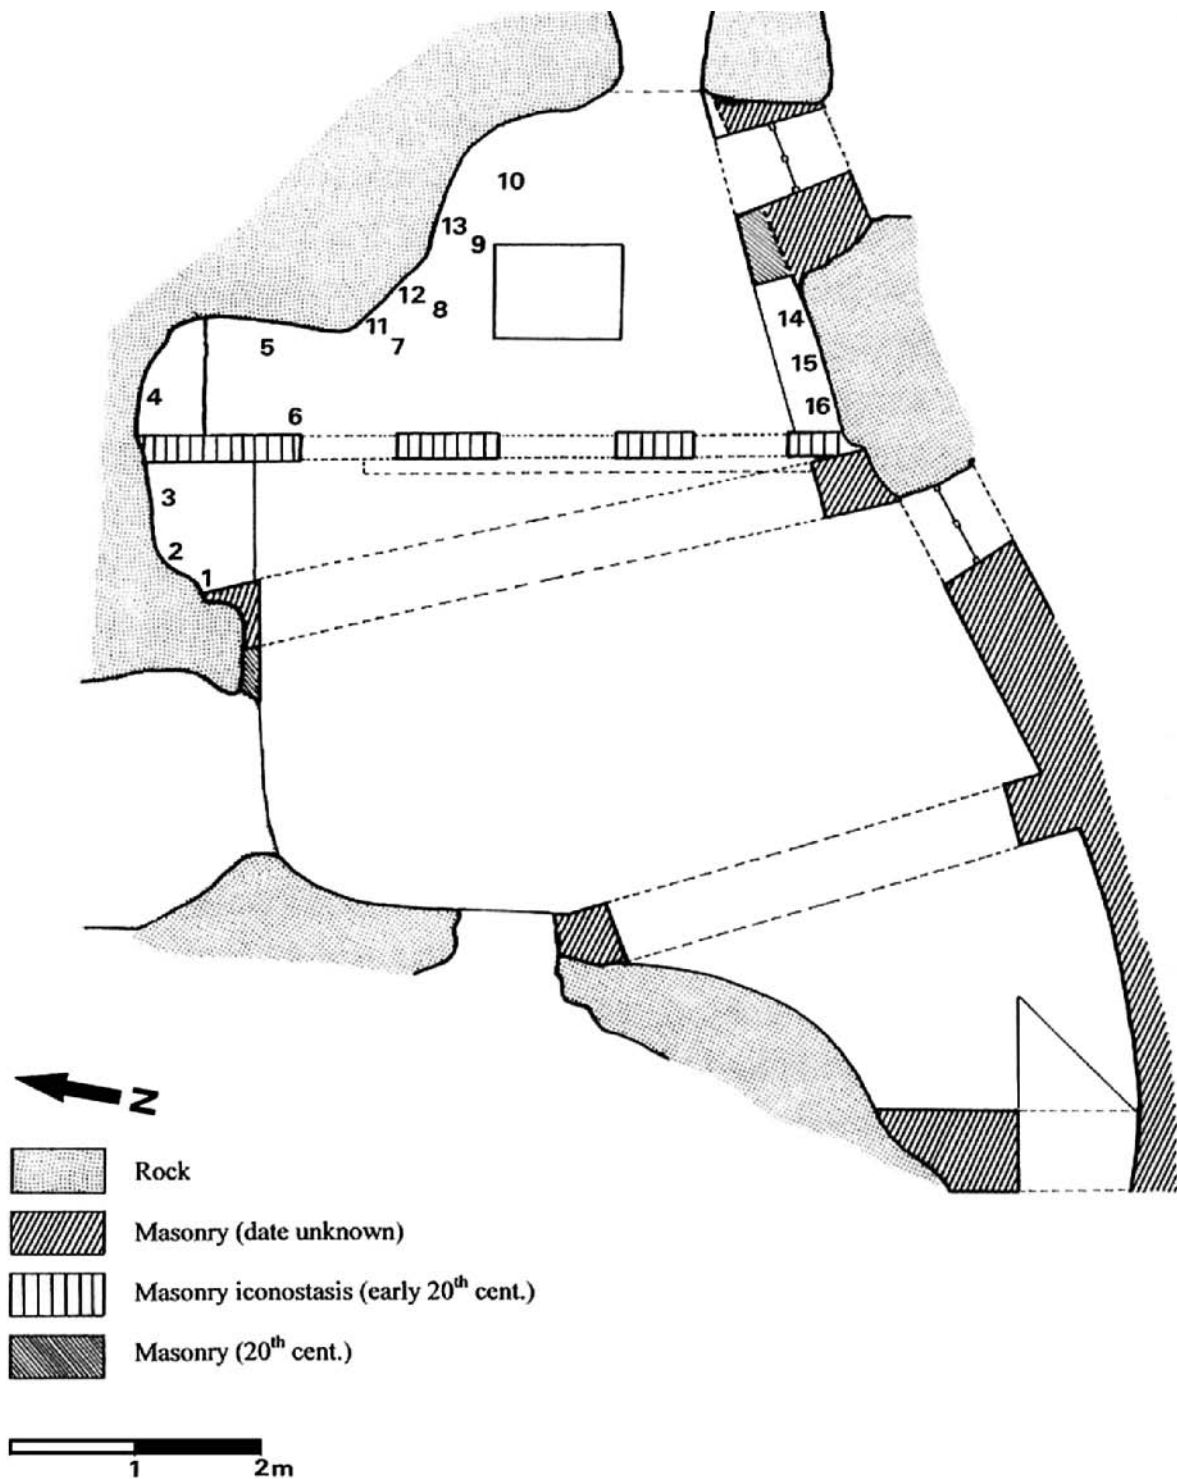 10
13
9
12
8
11
7
5
14
15
4
6
16
3
2
1
N
Rock
Masonry (date unknown)
Masonry iconostasis (early 20th cent.)
Masonry (20th cent.)
1 2m